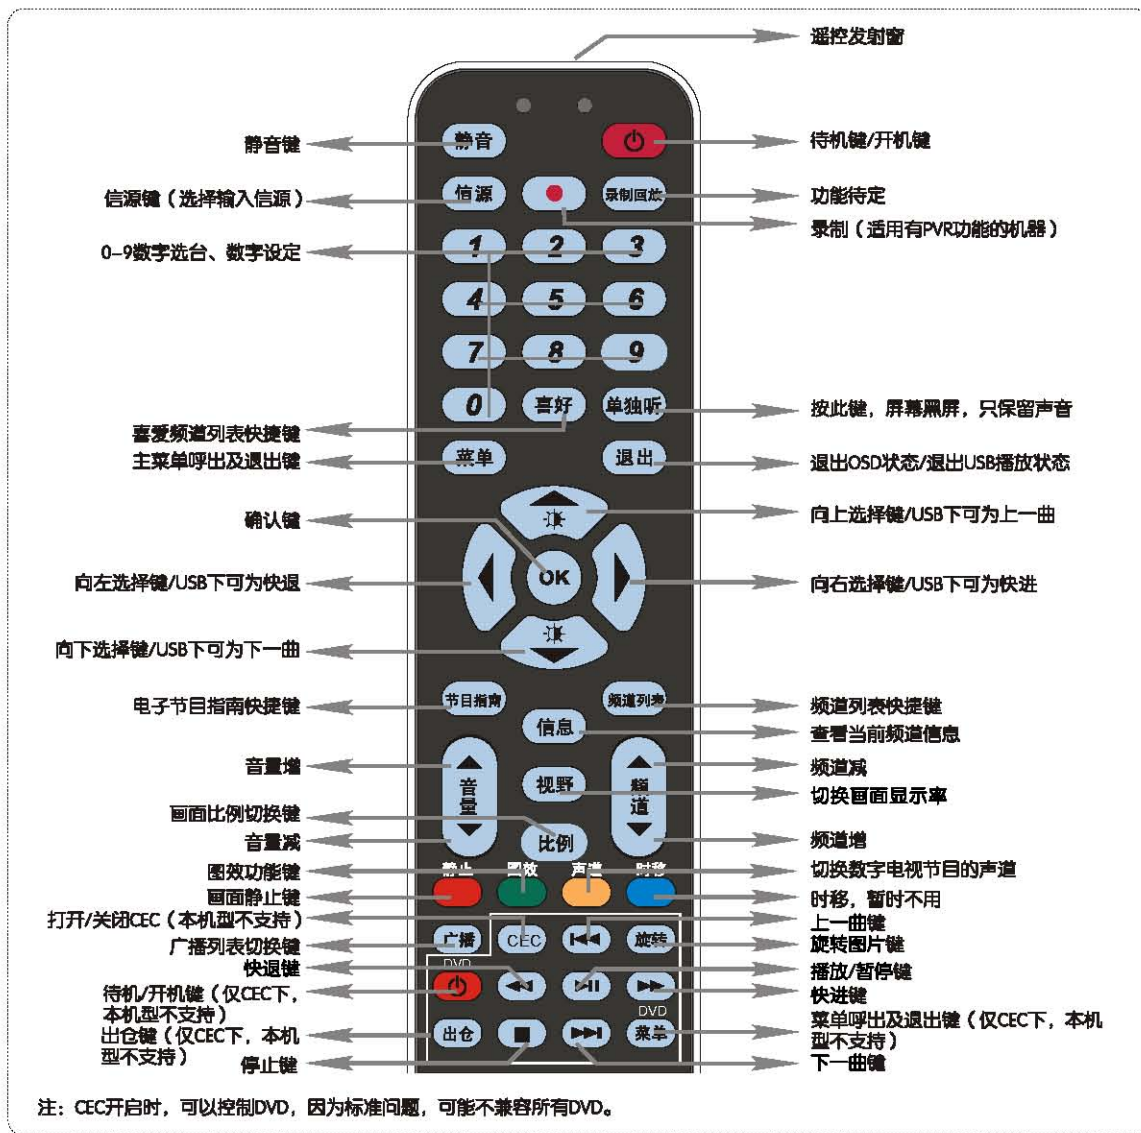 遥控发射窗
静音键
静音
待机键/开机键
信源键（选择输入信源）
信源
录制回放
功能待定
录制（适用有PVR功能的机器）
0-9数字选台、数字设定
1
2
3
4
5
6
7
8
9
0
喜好
单独听
按此键，屏幕黑屏，只保留声音
喜爱频道列表快捷键
主菜单呼出及退出键
菜单
退出
退出OSD状态/退出USB播放状态
确认键
向上选择键/USB下可为上一曲
OK
向左选择键/USB下可为快退
向右选择键/USB下可为快进
向下选择键/USB下可为下一曲
电子节目指南快捷键
节目指南
频道列表
频道列表快捷键
信息
查看当前频道信息
音量增
音量
视野
频道
频道减
切换画面显示率
画面比例切换键
音量减
比例
频道增
静止
图效
声道
时移
图效功能键
切换数字电视节目的声道
画面静止键
时移，暂时不用
打开/关闭CEC（本机型不支持）
上一曲键
广播列表切换键
广播
CEC
旋转
旋转图片键
快退键
DVD
播放/暂停键
待机/开机键（仅CEC下，
本机型不支持）
快进键
出仓键（仅CEC下，本机
型不支持）
出仓
DVD
菜单
菜单呼出及退出键（仅CEC下，本机
型不支持）
停止键
下一曲键
注：CEC开启时，可以控制DVD，因为标准问题，可能不兼容所有DVD。